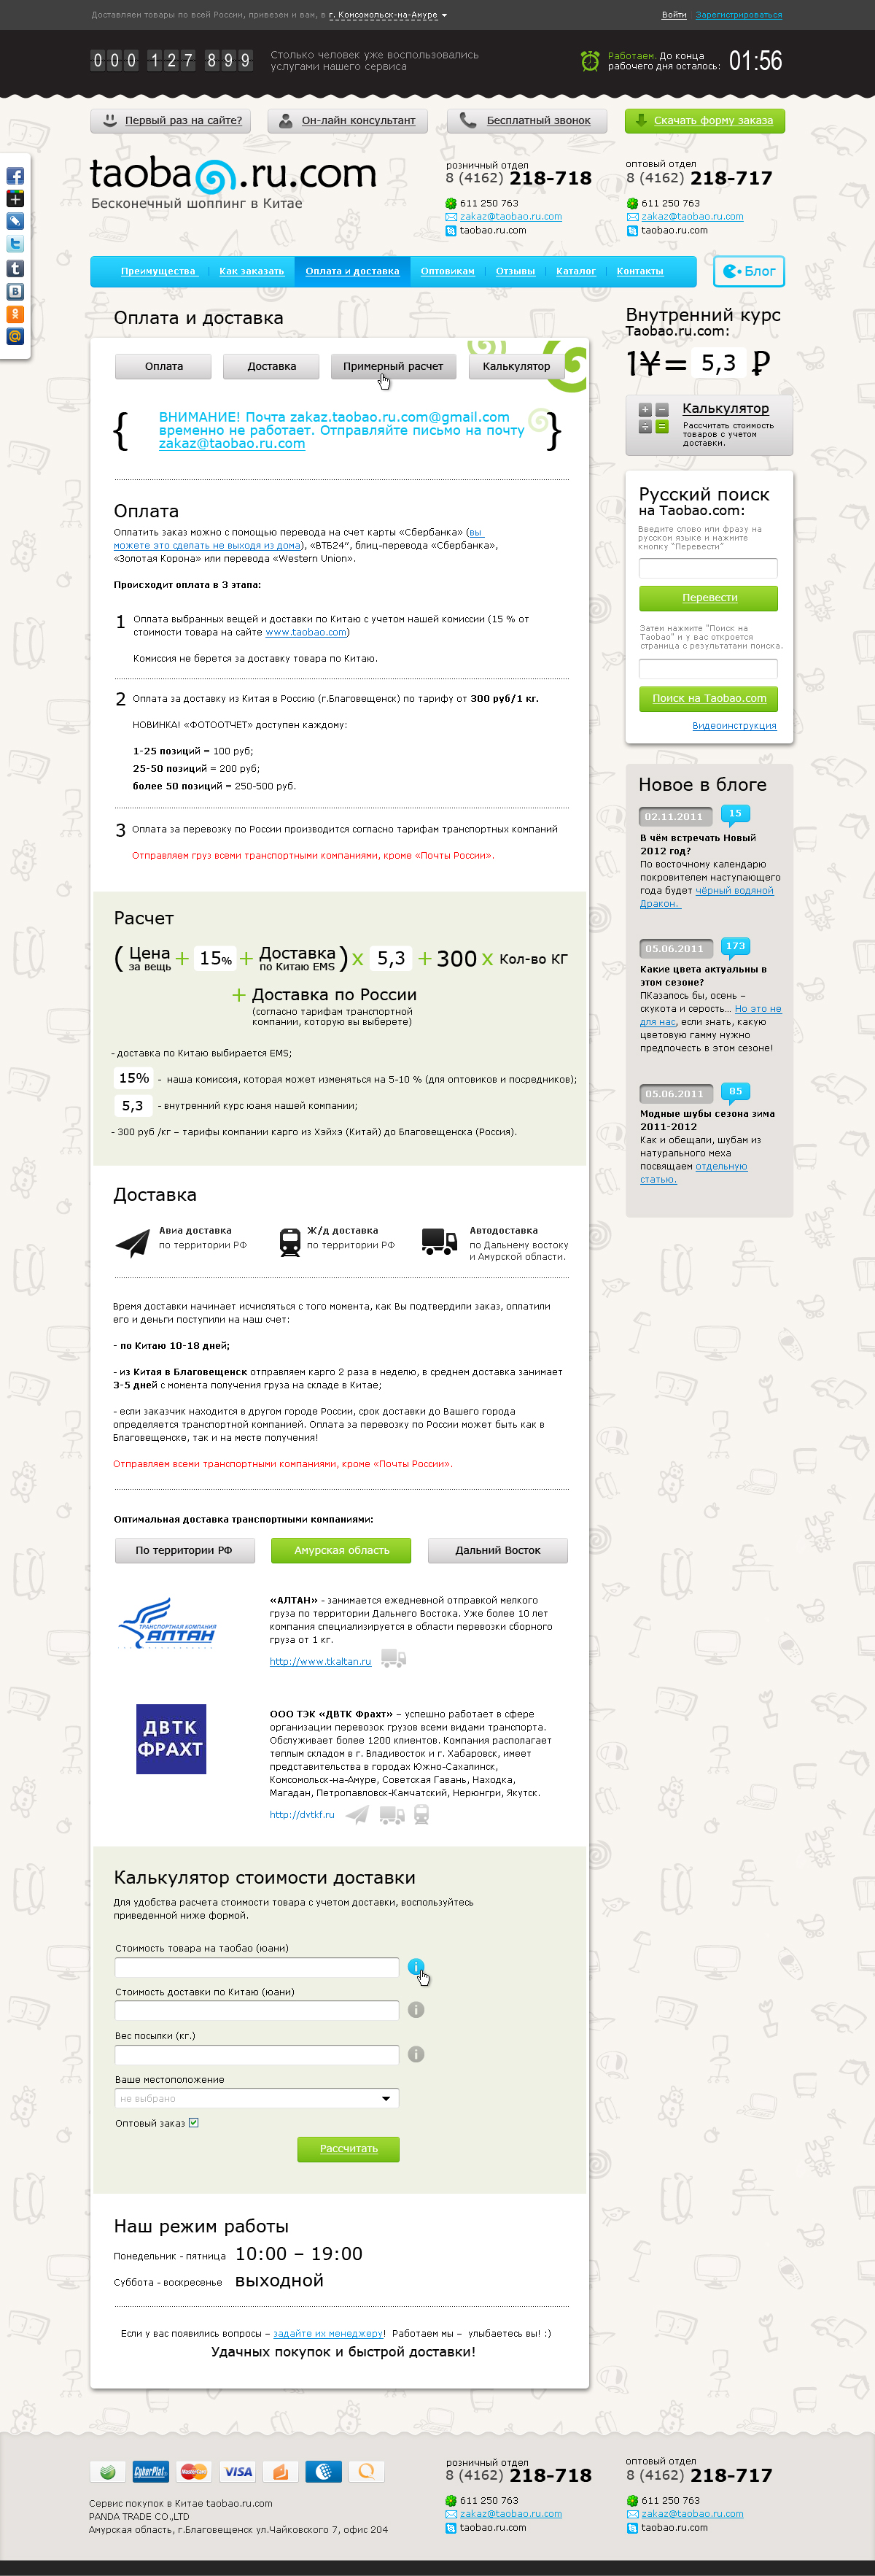 Доставляем товары по всей России, привезем и вам, в г. Комсомольск-на-Амуре
Войти Зарегистрироваться
000 127 899
Столько человек уже воспользовались
услугами нашего сервиса
Работаем. До конца
рабочего дня осталось:
01:56
Первый раз на сайте?
Он-лайн консультант
Бесплатный звонок
Скачать форму заказа
taobao.ru.com
Бесконечный шоппинг в Китае
розничный отдел
8 (4162) 218-718
611 250 763
zakaz@taobao.ru.com
taobao.ru.com
оптовый отдел
8 (4162) 218-717
611 250 763
zakaz@taobao.ru.com
taobao.ru.com
Преимущества
Как заказать
Оплата и доставка
Оптовикам
Отзывы
Каталог
Контакты
Блог
Оплата и доставка
Оплата
Доставка
Примерный расчет
Калькулятор
{ ВНИМАНИЕ! Почта zakaz.taobao.ru.com@gmail.com
временно не работает. Отправляйте письмо на почту
zakaz@taobao.ru.com }
Оплата
Оплатить заказ можно с помощью перевода на счет карты «Сбербанка» (вы
можете это сделать не выходя из дома), «ВТБ24", блиц-перевода «Сбербанка»,
«Золотая Корона» или перевода «Western Union».
Происходит оплата в 3 этапа:
1 Оплата выбранных вещей и доставки по Китаю с учетом нашей комиссии (15 % от
стоимости товара на сайте www.taobao.com)
Комиссия не берется за доставку товара по Китаю.
2 Оплата за доставку из Китая в Россию (г.Благовещенск) по тарифу от 300 руб/1 кг.
НОВИНКА! «ФОТООТЧЕТ» доступен каждому:
1-25 позиций = 100 руб;
25-50 позиций = 200 руб;
более 50 позиций = 250-500 руб.
3 Оплата за перевозку по России производится согласно тарифам транспортных компаний
Отправляем груз всеми транспортными компаниями, кроме «Почты России».
Расчет
( Цена за вещь + 15% + Доставка по Китаю EMS ) x 5,3 + 300 x Кол-во КГ
+ Доставка по России
(согласно тарифам транспортной
компании, которую вы выберете)
- доставка по Китаю выбирается EMS;
15% - наша комиссия, которая может изменяться на 5-10 % (для оптовиков и посредников);
5,3 - внутренний курс юаня нашей компании;
- 300 руб /кг – тарифы компании карго из Хэйхэ (Китай) до Благовещенска (Россия).
Доставка
Авиа доставка
по территории РФ
Ж/д доставка
по территории РФ
Автодоставка
по Дальнему востоку
и Амурской области.
Время доставки начинает исчисляться с того момента, как Вы подтвердили заказ, оплатили
его и деньги поступили на наш счет:
- по Китаю 10-18 дней;
- из Китая в Благовещенск отправляем карго 2 раза в неделю, в среднем доставка занимает
3-5 дней с момента получения груза на складе в Китае;
- если заказчик находится в другом городе России, срок доставки до Вашего города
определяется транспортной компанией. Оплата за перевозку по России может быть как в
Благовещенске, так и на месте получения!
Отправляем всеми транспортными компаниями, кроме «Почты России».
Оптимальная доставка транспортными компаниями:
По территории РФ
Амурская область
Дальний Восток
ТРАНСПОРТНАЯ КОМПАНИЯ
АЛТАН
«АЛТАН» - занимается ежедневной отправкой мелкого
груза по территории Дальнего Востока. Уже более 10 лет
компания специализируется в области перевозки сборного
груза от 1 кг.
http://www.tkaltan.ru
ДВТК
ФРАХТ
ООО ТЭК «ДВТК Фрахт» – успешно работает в сфере
организации перевозок грузов всеми видами транспорта.
Обслуживает более 1200 клиентов. Компания располагает
теплым складом в г. Владивосток и г. Хабаровск, имеет
представительства в городах Южно-Сахалинск,
Комсомольск-на-Амуре, Советская Гавань, Находка,
Магадан, Петропавловск-Камчатский, Нерюнгри, Якутск.
http://dvtkf.ru
Калькулятор стоимости доставки
Для удобства расчета стоимости товара с учетом доставки, воспользуйтесь
приведенной ниже формой.
Стоимость товара на таобао (юани)
Стоимость доставки по Китаю (юани)
Вес посылки (кг.)
Ваше местоположение
не выбрано
Оптовый заказ
Рассчитать
Наш режим работы
Понедельник - пятница 10:00 – 19:00
Суббота - воскресенье выходной
Если у вас появились вопросы – задайте их менеджеру! Работаем мы – улыбаетесь вы! :)
Удачных покупок и быстрой доставки!
Внутренний курс
Taobao.ru.com:
1¥= 5,3 ₽
Калькулятор
Рассчитать стоимость
товаров с учетом
доставки.
Русский поиск
на Taobao.com:
Введите слово или фразу на
русском языке и нажмите
кнопку "Перевести"
Перевести
Затем нажмите "Поиск на
Taobao" и у вас откроется
страница с результатами поиска.
Поиск на Taobao.com
Видеоинструкция
Новое в блоге
02.11.2011 15
В чём встречать Новый
2012 год?
По восточному календарю
покровителем наступающего
года будет чёрный водяной
Дракон.
05.06.2011 173
Какие цвета актуальны в
этом сезоне?
ПКазалось бы, осень –
скукота и серость... Но это не
для нас, если знать, какую
цветовую гамму нужно
предпочесть в этом сезоне!
05.06.2011 85
Модные шубы сезона зима
2011-2012
Как и обещали, шубам из
натурального меха
посвящаем отдельную
статью.
CyberPlat MasterCard VISA
Сервис покупок в Китае taobao.ru.com
PANDA TRADE CO.,LTD
Амурская область, г.Благовещенск ул.Чайковского 7, офис 204
розничный отдел
8 (4162) 218-718
611 250 763
zakaz@taobao.ru.com
taobao.ru.com
оптовый отдел
8 (4162) 218-717
611 250 763
zakaz@taobao.ru.com
taobao.ru.com